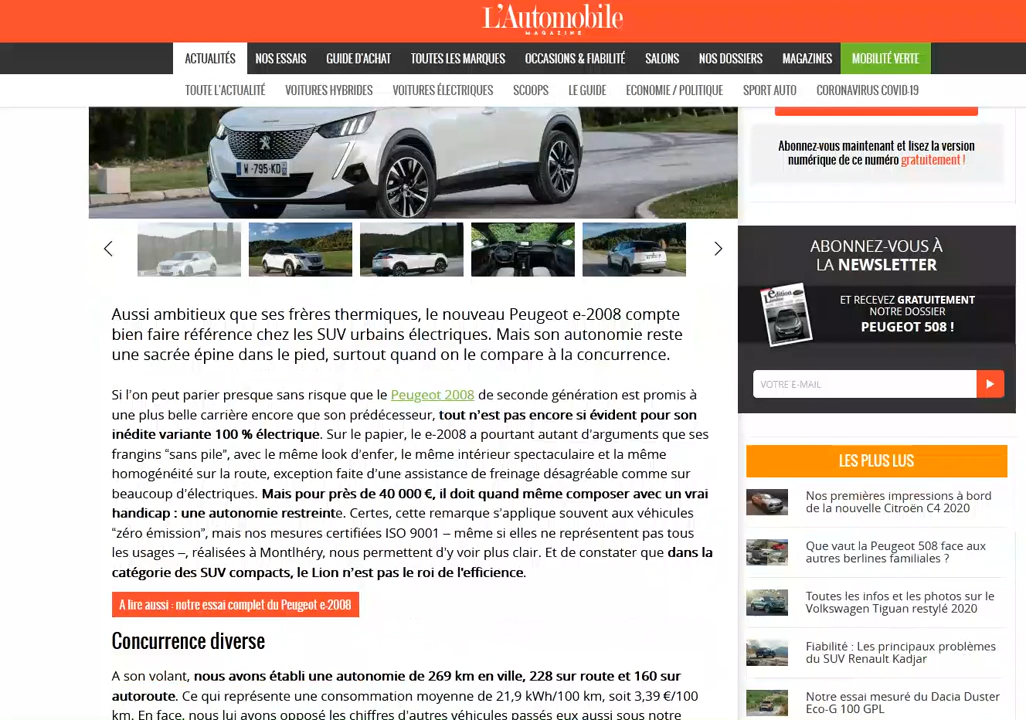 L'Automobile
MAGAZINE
ACTUALITÉS NOS ESSAIS GUIDE D'ACHAT TOUTES LES MARQUES OCCASIONS & FIABILITÉ SALONS NOS DOSSIERS MAGAZINES MOBILITÉ VERTE
TOUTE L'ACTUALITÉ VOITURES HYBRIDES VOITURES ÉLECTRIQUES SCOOPS LE GUIDE ECONOMIE / POLITIQUE SPORT AUTO CORONAVIRUS COVID-19
W-795-KD
Aussi ambitieux que ses frères thermiques, le nouveau Peugeot e-2008 compte
bien faire référence chez les SUV urbains électriques. Mais son autonomie reste
une sacrée épine dans le pied, surtout quand on le compare à la concurrence.
Si l’on peut parier presque sans risque que le Peugeot 2008 de seconde génération est promis à
une plus belle carrière encore que son prédécesseur, tout n’est pas encore si évident pour son
inédite variante 100 % électrique. Sur le papier, le e-2008 a pourtant autant d’arguments que ses
frangins “sans pile”, avec le même look d’enfer, le même intérieur spectaculaire et la même
homogénéité sur la route, exception faite d’une assistance de freinage désagréable comme sur
beaucoup d’électriques. Mais pour près de 40 000 €, il doit quand même composer avec un vrai
handicap : une autonomie restreinte. Certes, cette remarque s’applique souvent aux véhicules
“zéro émission”, mais nos mesures certifiées ISO 9001 – même si elles ne représentent pas tous
les usages –, réalisées à Montlhéry, nous permettent d’y voir plus clair. Et de constater que dans la
catégorie des SUV compacts, le Lion n’est pas le roi de l’efficience.
A lire aussi : notre essai complet du Peugeot e-2008
Concurrence diverse
A son volant, nous avons établi une autonomie de 269 km en ville, 228 sur route et 160 sur
autoroute. Ce qui représente une consommation moyenne de 21,9 kWh/100 km, soit 3,39 €/100
km. En face, nous lui avons opposé les chiffres d’autres véhicules passés eux aussi sous notre
Abonnez-vous maintenant et lisez la version
numérique de ce numéro gratuitement !
ABONNEZ-VOUS À
LA NEWSLETTER
ET RECEVEZ GRATUITEMENT
NOTRE DOSSIER
PEUGEOT 508 !
VOTRE E-MAIL
LES PLUS LUS
Nos premières impressions à bord
de la nouvelle Citroën C4 2020
Que vaut la Peugeot 508 face aux
autres berlines familiales ?
Toutes les infos et les photos sur le
Volkswagen Tiguan restylé 2020
Fiabilité : Les principaux problèmes
du SUV Renault Kadjar
Notre essai mesuré du Dacia Duster
Eco-G 100 GPL